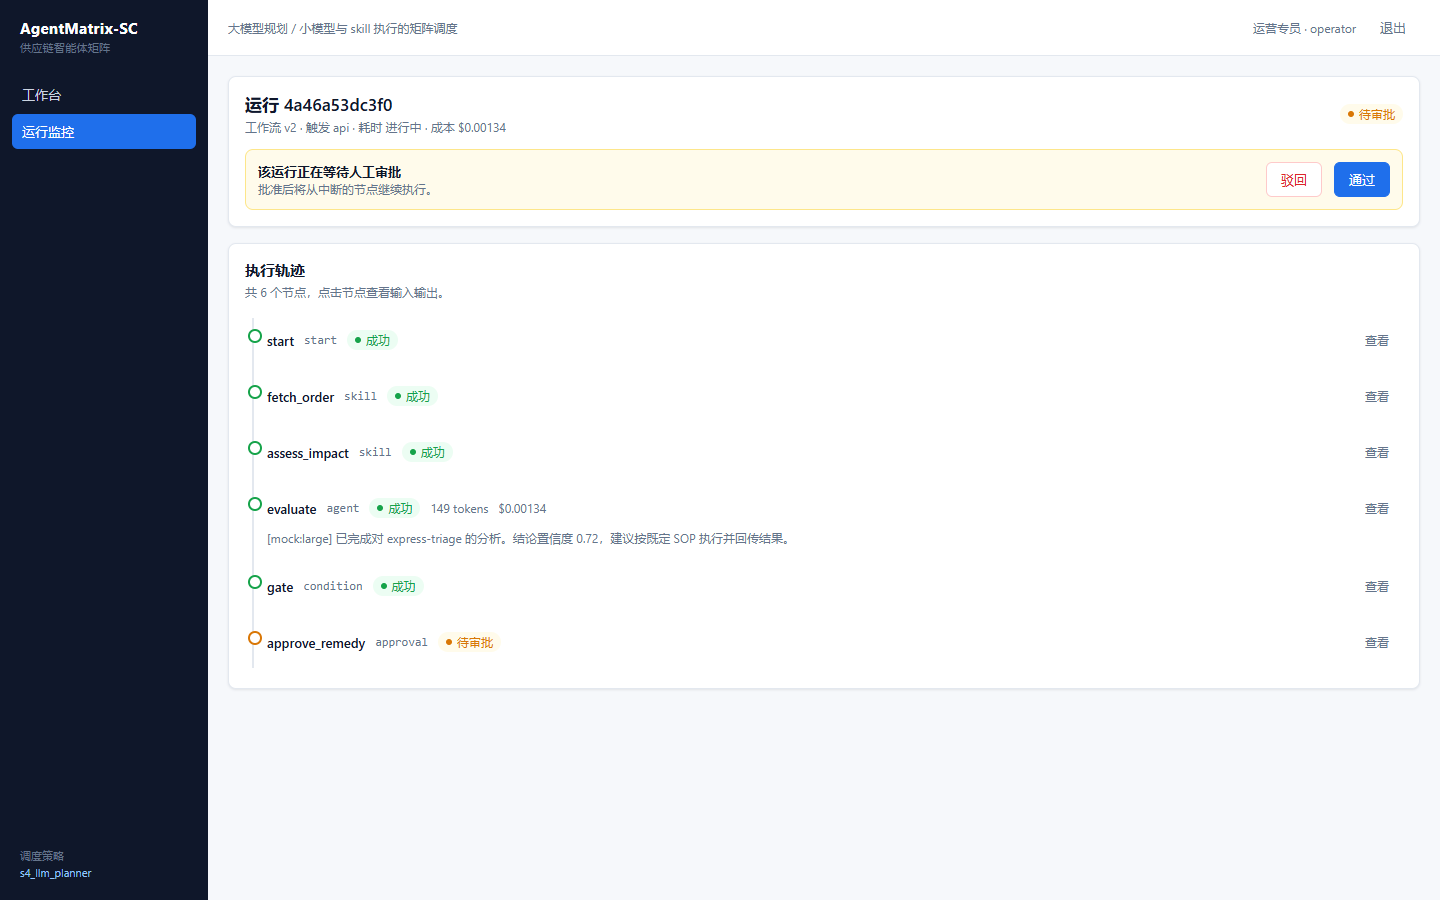 AgentMatrix-SC
供应链智能体矩阵
工作台
运行监控
调度策略
s4_llm_planner
大模型规划 / 小模型与 skill 执行的矩阵调度
运营专员 · operator 退出
运行 4a46a53dc3f0
工作流 v2 · 触发 api · 耗时 进行中 · 成本 $0.00134
待审批
该运行正在等待人工审批
批准后将从中断的节点继续执行。
驳回 通过
执行轨迹
共 6 个节点，点击节点查看输入输出。
start start 成功 查看
fetch_order skill 成功 查看
assess_impact skill 成功 查看
evaluate agent 成功 149 tokens $0.00134 查看
[mock:large] 已完成对 express-triage 的分析。结论置信度 0.72，建议按既定 SOP 执行并回传结果。
gate condition 成功 查看
approve_remedy approval 待审批 查看